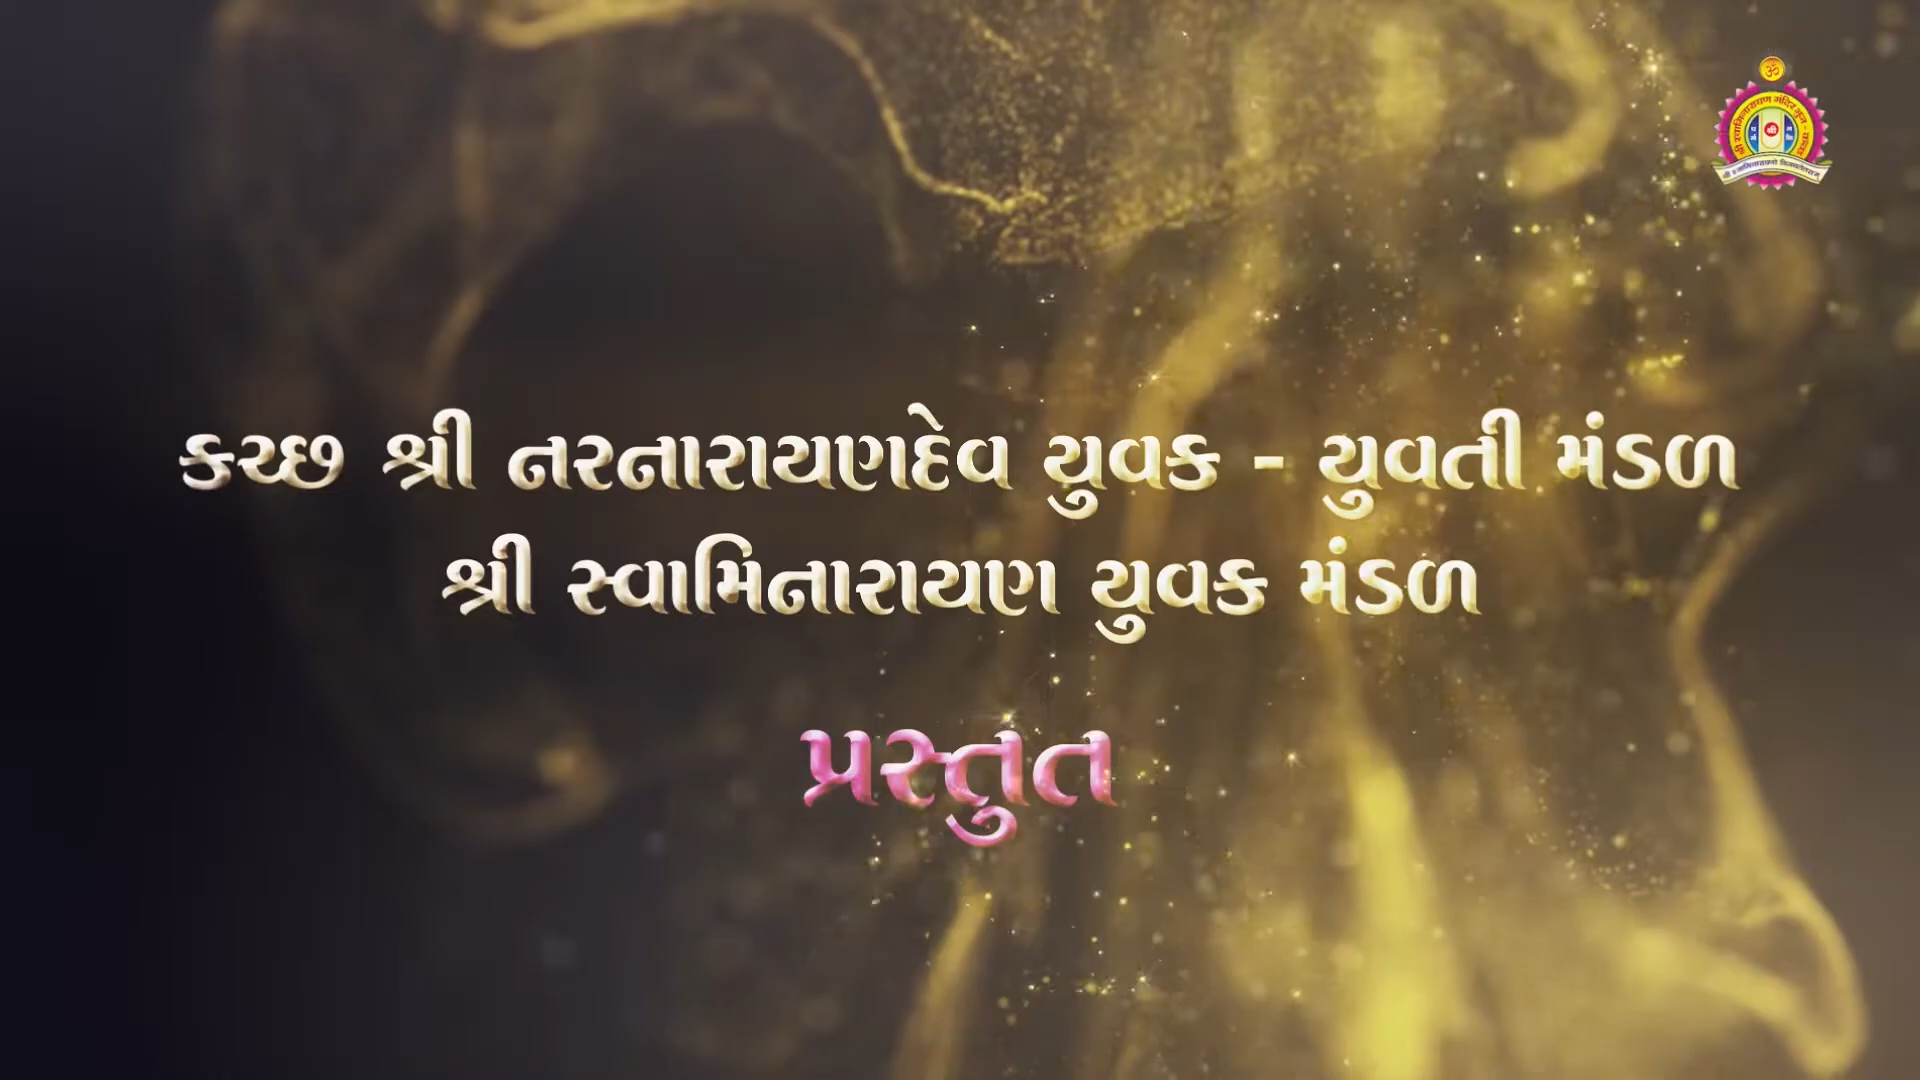 કચ્છ શ્રી નરનારાયણદેવ યુવક - યુવતી મંડળ
શ્રી સ્વામિનારાયણ યુવક મંડળ
પ્રસ્તુત